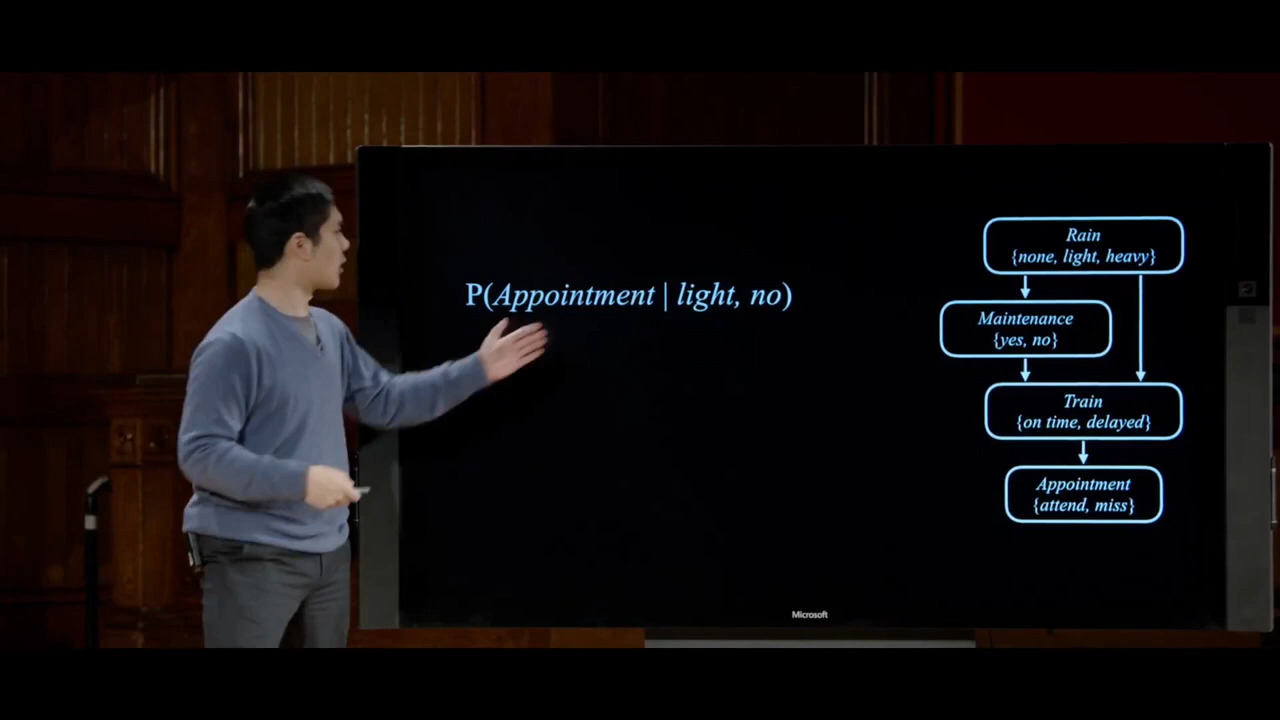 P(Appointment | light, no)
Rain
{none, light, heavy}
Maintenance
{yes, no}
Train
{on time, delayed}
Appointment
{attend, miss}
Microsoft